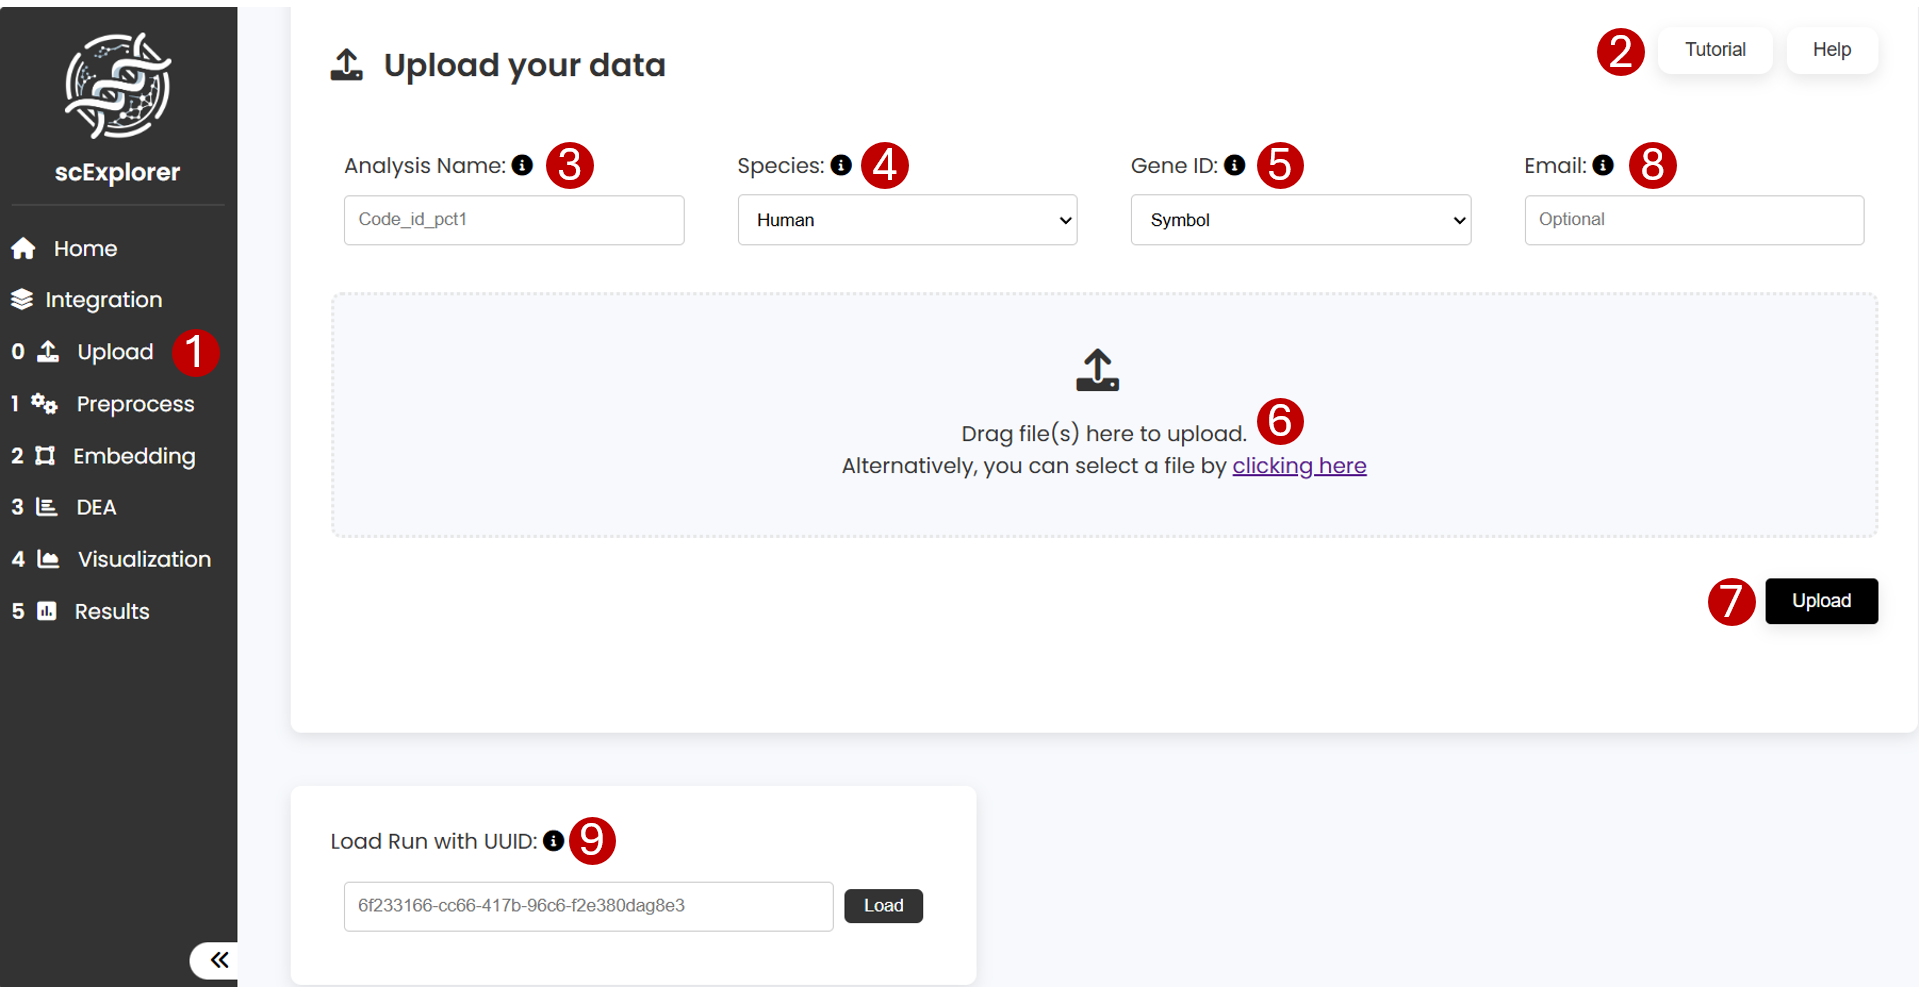 scExplorer
Home
Integration
0 Upload 1
1 Preprocess
2 Embedding
3 DEA
4 Visualization
5 Results
Upload your data
2 Tutorial Help
Analysis Name: 3
Code_id_pct1
Species: 4
Human
Gene ID: 5
Symbol
Email: 8
Optional
Drag file(s) here to upload. 6
Alternatively, you can select a file by clicking here
7 Upload
Load Run with UUID: 9
6f233166-cc66-417b-96c6-f2e380dag8e3
Load